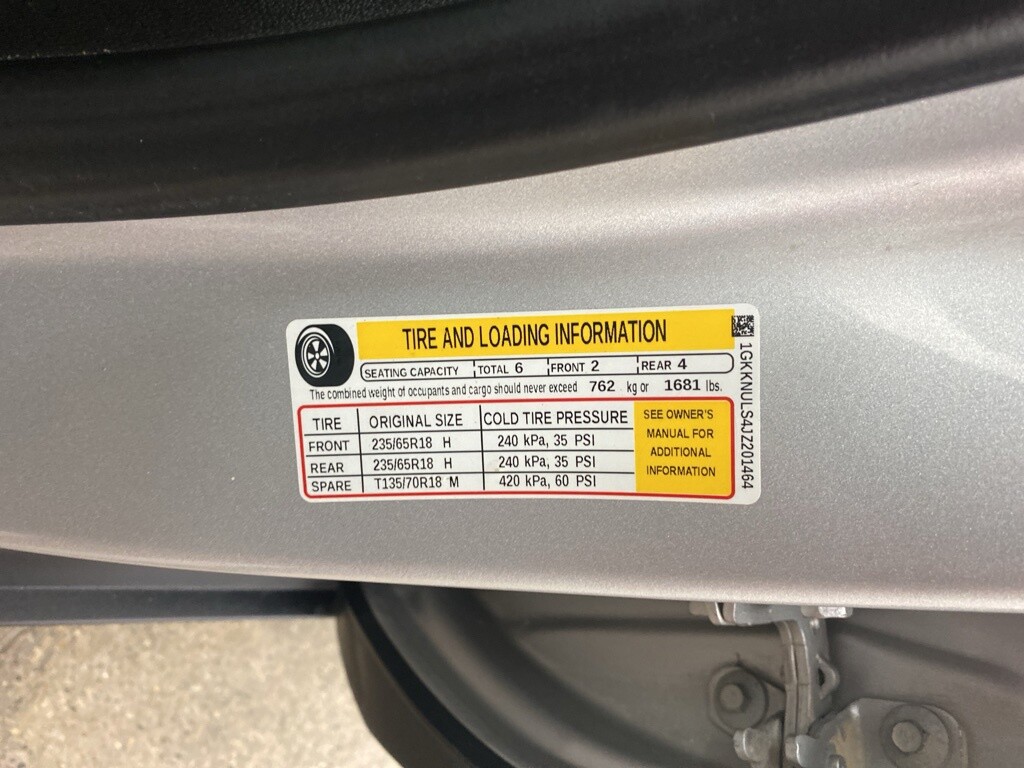 TIRE AND LOADING INFORMATION
SEATING CAPACITY TOTAL 6 FRONT 2 REAR 4
The combined weight of occupants and cargo should never exceed 762 kg or 1681 lbs.
TIRE ORIGINAL SIZE COLD TIRE PRESSURE
FRONT 235/65R18 H 240 kPa, 35 PSI
REAR 235/65R18 H 240 kPa, 35 PSI
SPARE T135/70R18 M 420 kPa, 60 PSI
SEE OWNER'S
MANUAL FOR
ADDITIONAL
INFORMATION
1GKKNULS4JZ201464